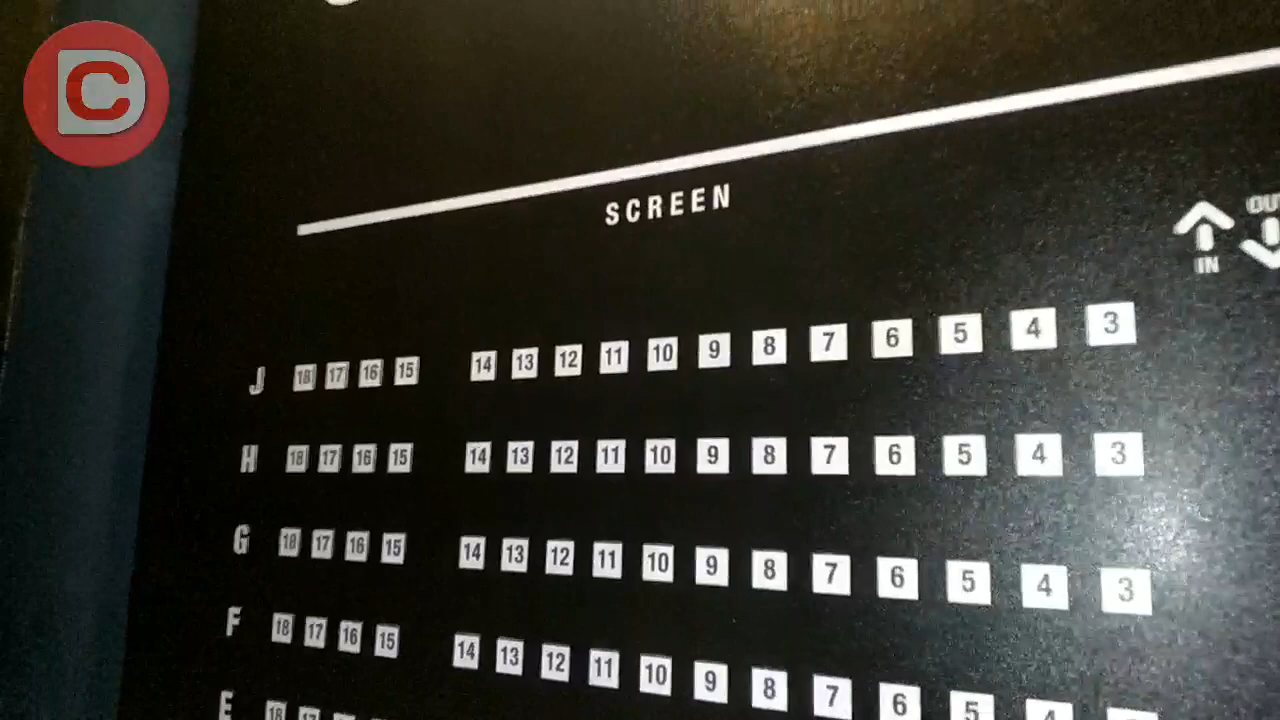 DC
SCREEN
IN
J 18 17 16 15 14 13 12 11 10 9 8 7 6 5 4 3
H 18 17 16 15 14 13 12 11 10 9 8 7 6 5 4 3
G 18 17 16 15 14 13 12 11 10 9 8 7 6 5 4 3
F 18 17 16 15 14 13 12 11 10 9 8 7 6 5 4 3
E 18 17